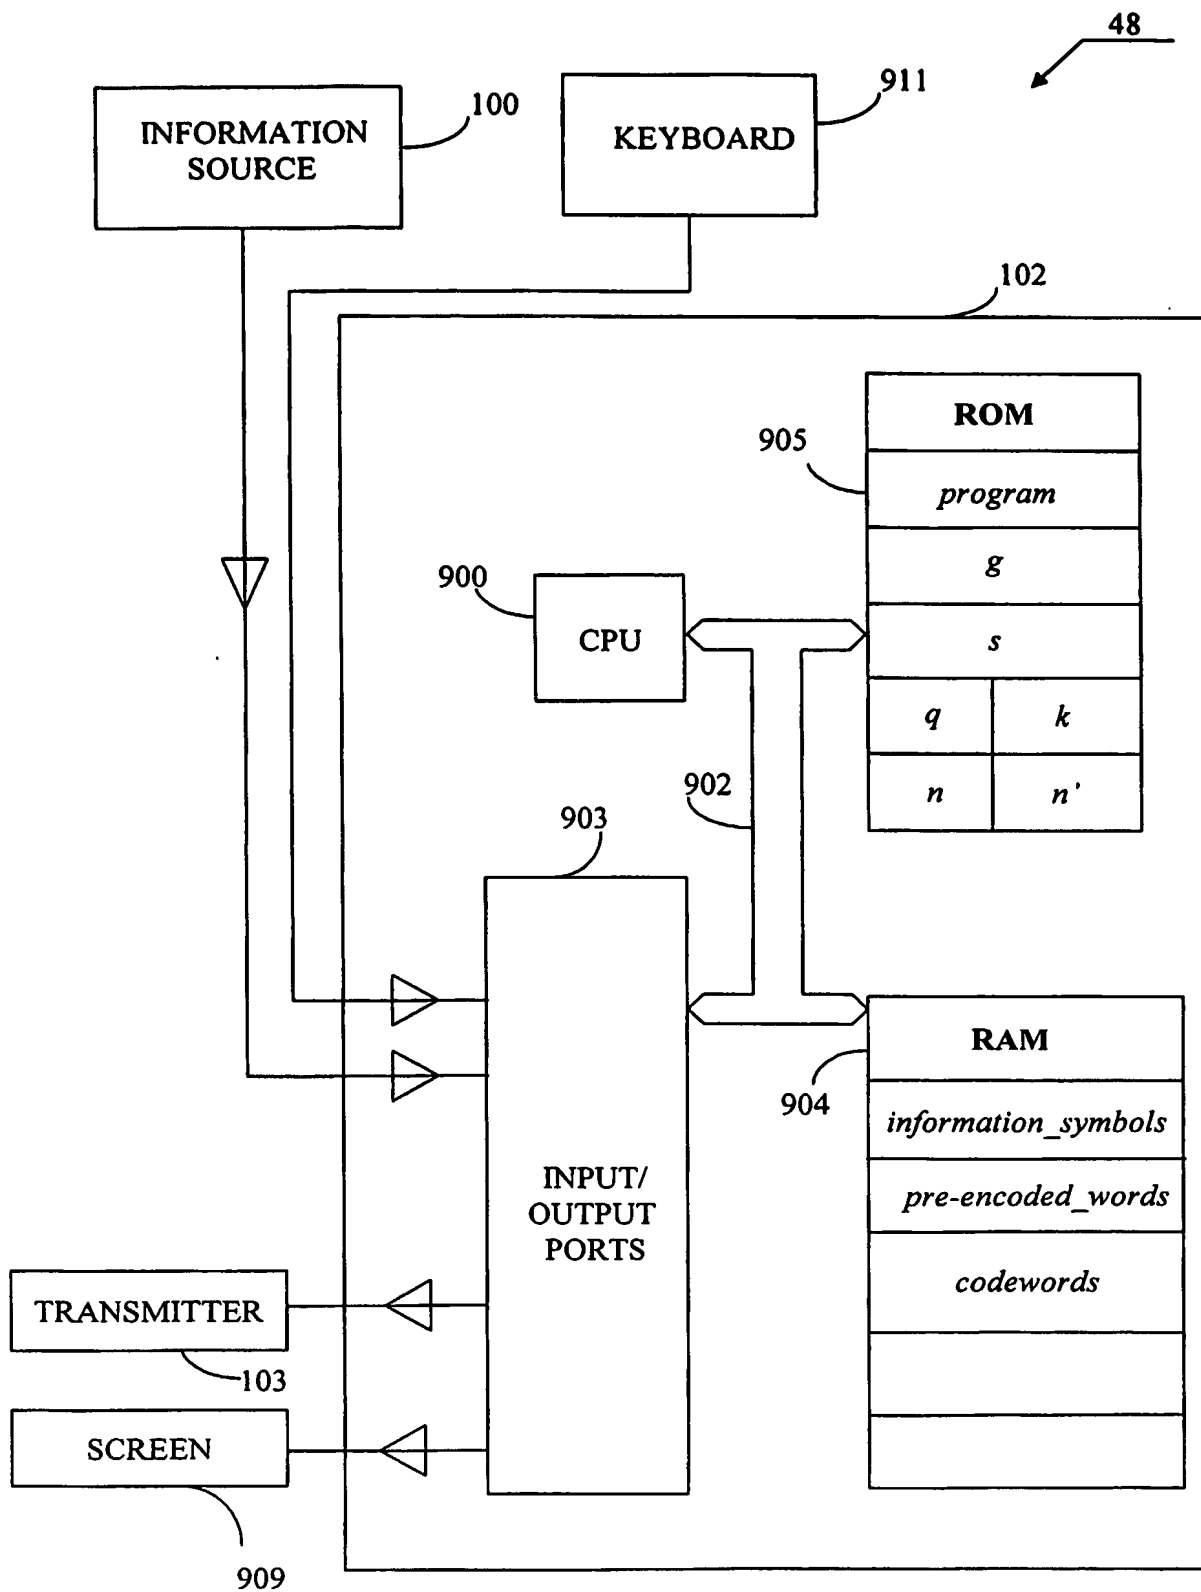 48
INFORMATION
SOURCE
100
KEYBOARD
911
102
ROM
905
program
g
s
q k
n n'
900
CPU
902
903
INPUT/
OUTPUT
PORTS
RAM
904
information_symbols
pre-encoded_words
codewords
TRANSMITTER
103
SCREEN
909